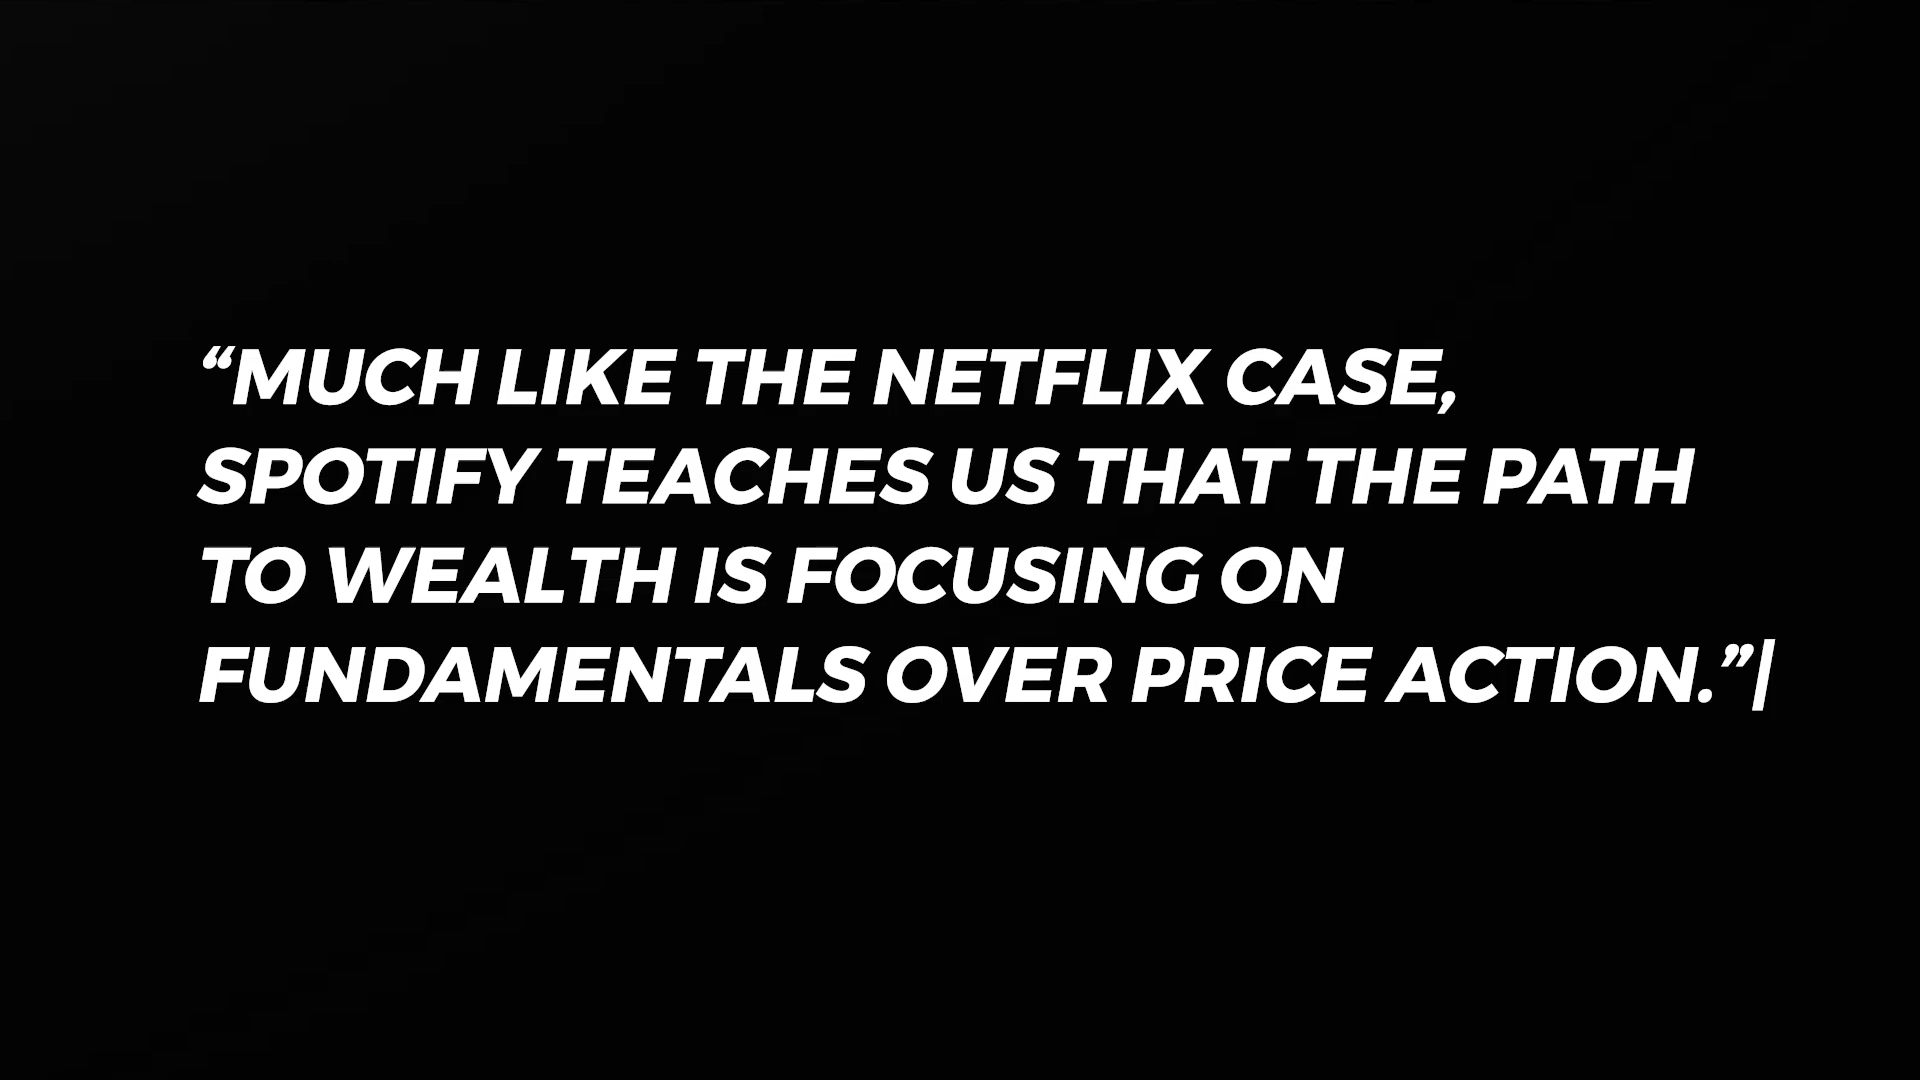 “MUCH LIKE THE NETFLIX CASE,
SPOTIFY TEACHES US THAT THE PATH
TO WEALTH IS FOCUSING ON
FUNDAMENTALS OVER PRICE ACTION.”|